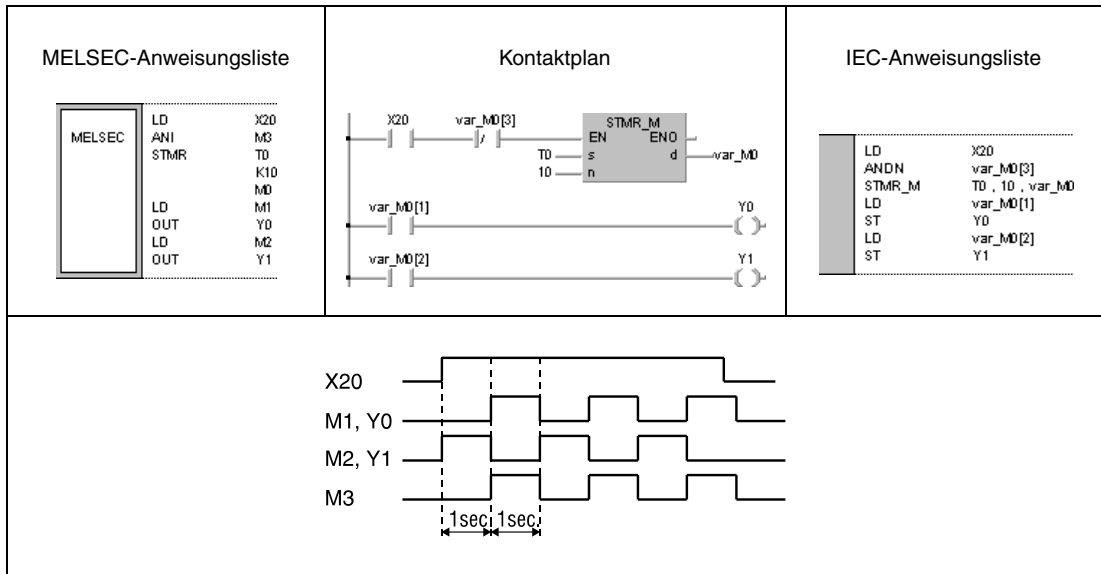 MELSEC-Anweisungsliste
MELSEC
LD X20
ANI M3
STMR T0
K10
M0
LD M1
OUT Y0
LD M2
OUT Y1
Kontaktplan
X20 var_M0[3] STMR_M
EN ENO
T0 s d var_M0
10 n
var_M0[1] Y0
var_M0[2] Y1
IEC-Anweisungsliste
LD X20
ANDN var_M0[3]
STMR_M T0 , 10 , var_M0
LD var_M0[1]
ST Y0
LD var_M0[2]
ST Y1
X20
M1, Y0
M2, Y1
M3
1sec. 1sec.